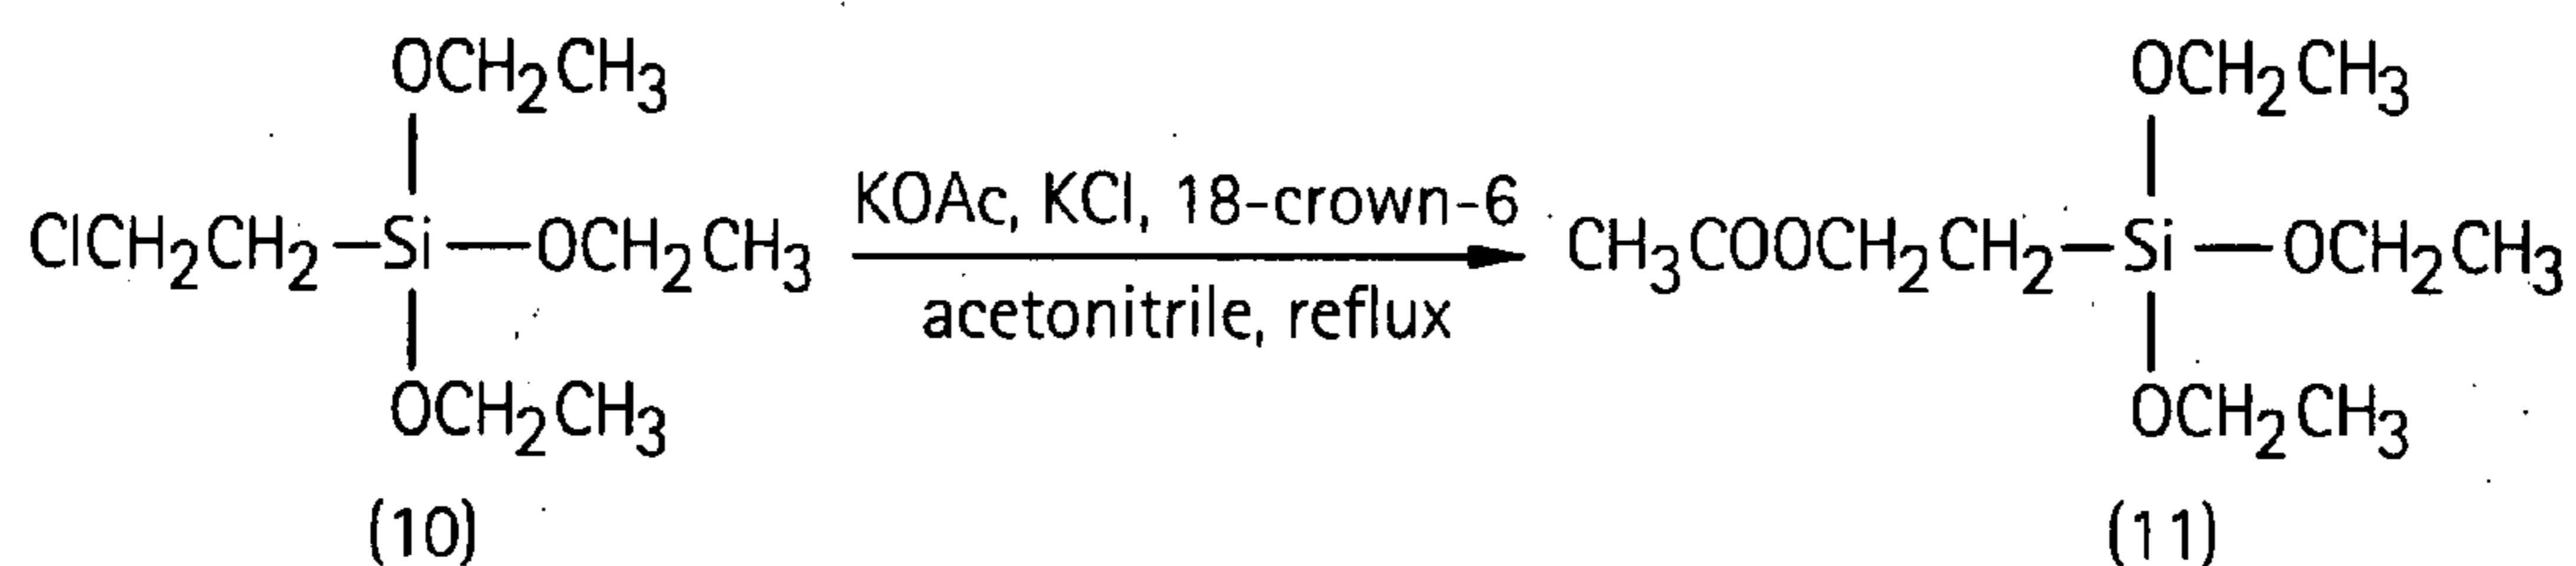 OCH2CH3
OCH2CH3
KOAc, KCl, 18-crown-6
ClCH2CH2—Si—OCH2CH3
CH3COOCH2CH2—Si—OCH2CH3
acetonitrile, reflux
OCH2CH3
OCH2CH3
(10)
(11)